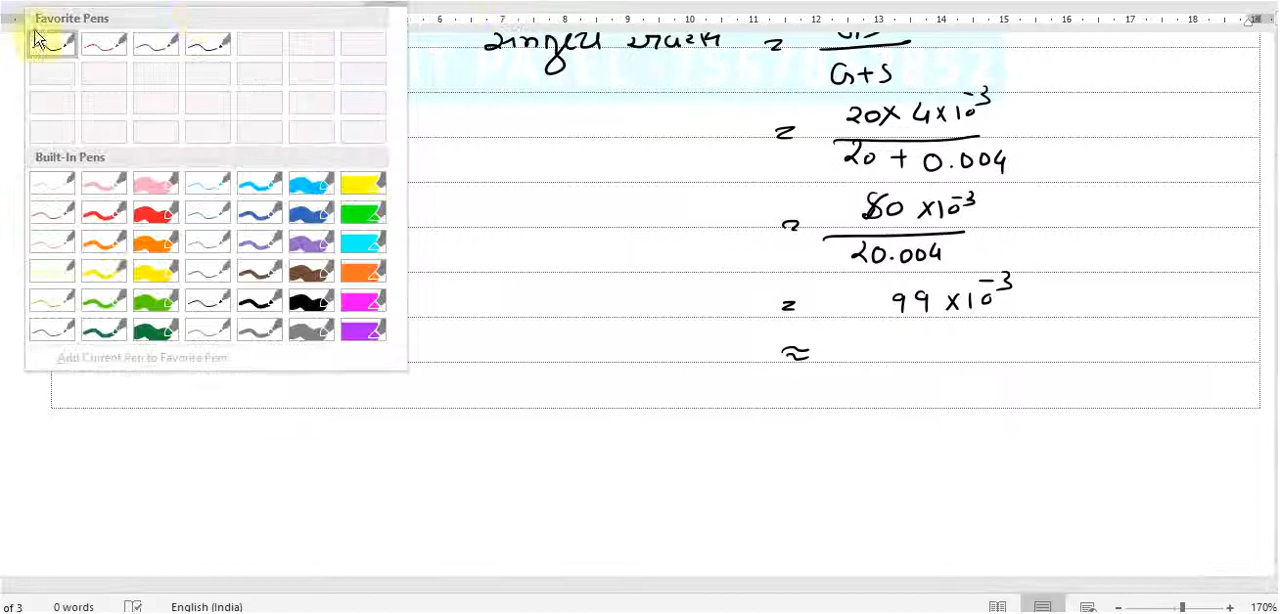 Favorite Pens
6 7 8 9 10 11 12 13 14 15 16 17 18
=
G+S
= 20 × 4×10⁻³
20 + 0.004
Built-In Pens
= 80 ×10⁻³
20.004
= 99 ×10⁻³
≈
Add Current Pen to Favorite Pen
of 3 0 words English (India) 170%